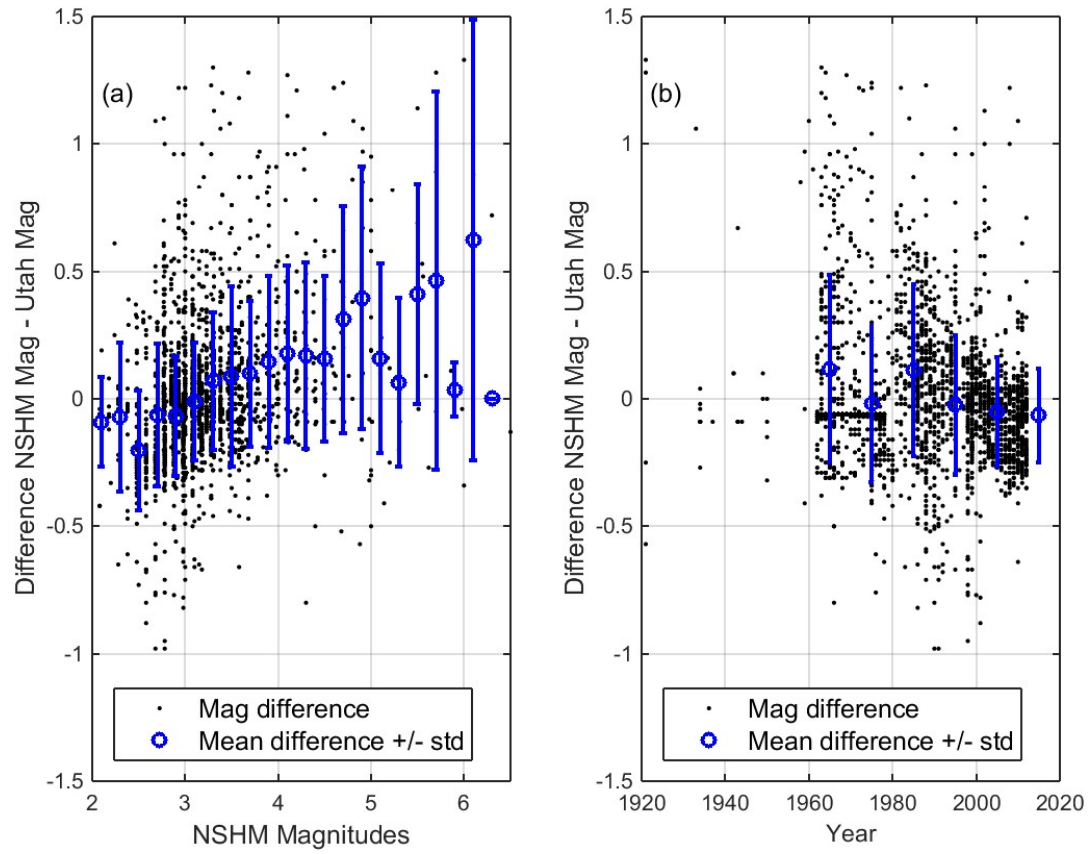 1.5
1
0.5
0
-0.5
-1
-1.5
Difference NSHM Mag - Utah Mag
(a)
Mag difference
Mean difference +/- std
2
3
4
5
6
NSHM Magnitudes
1.5
1
0.5
0
-0.5
-1
-1.5
Difference NSHM Mag - Utah Mag
(b)
Mag difference
Mean difference +/- std
1920
1940
1960
1980
2000
2020
Year